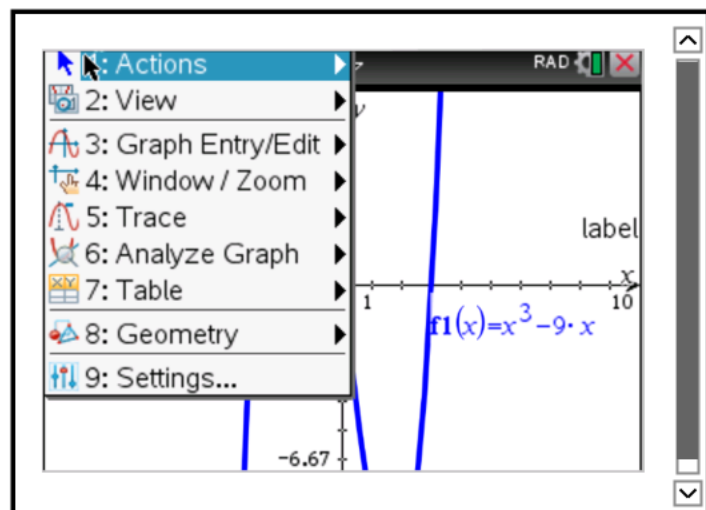 1: Actions
RAD
2: View
y
3: Graph Entry/Edit
4: Window / Zoom
5: Trace
label
6: Analyze Graph
x
7: Table
1
10
f1(x)=x³-9·x
8: Geometry
9: Settings...
-6.67